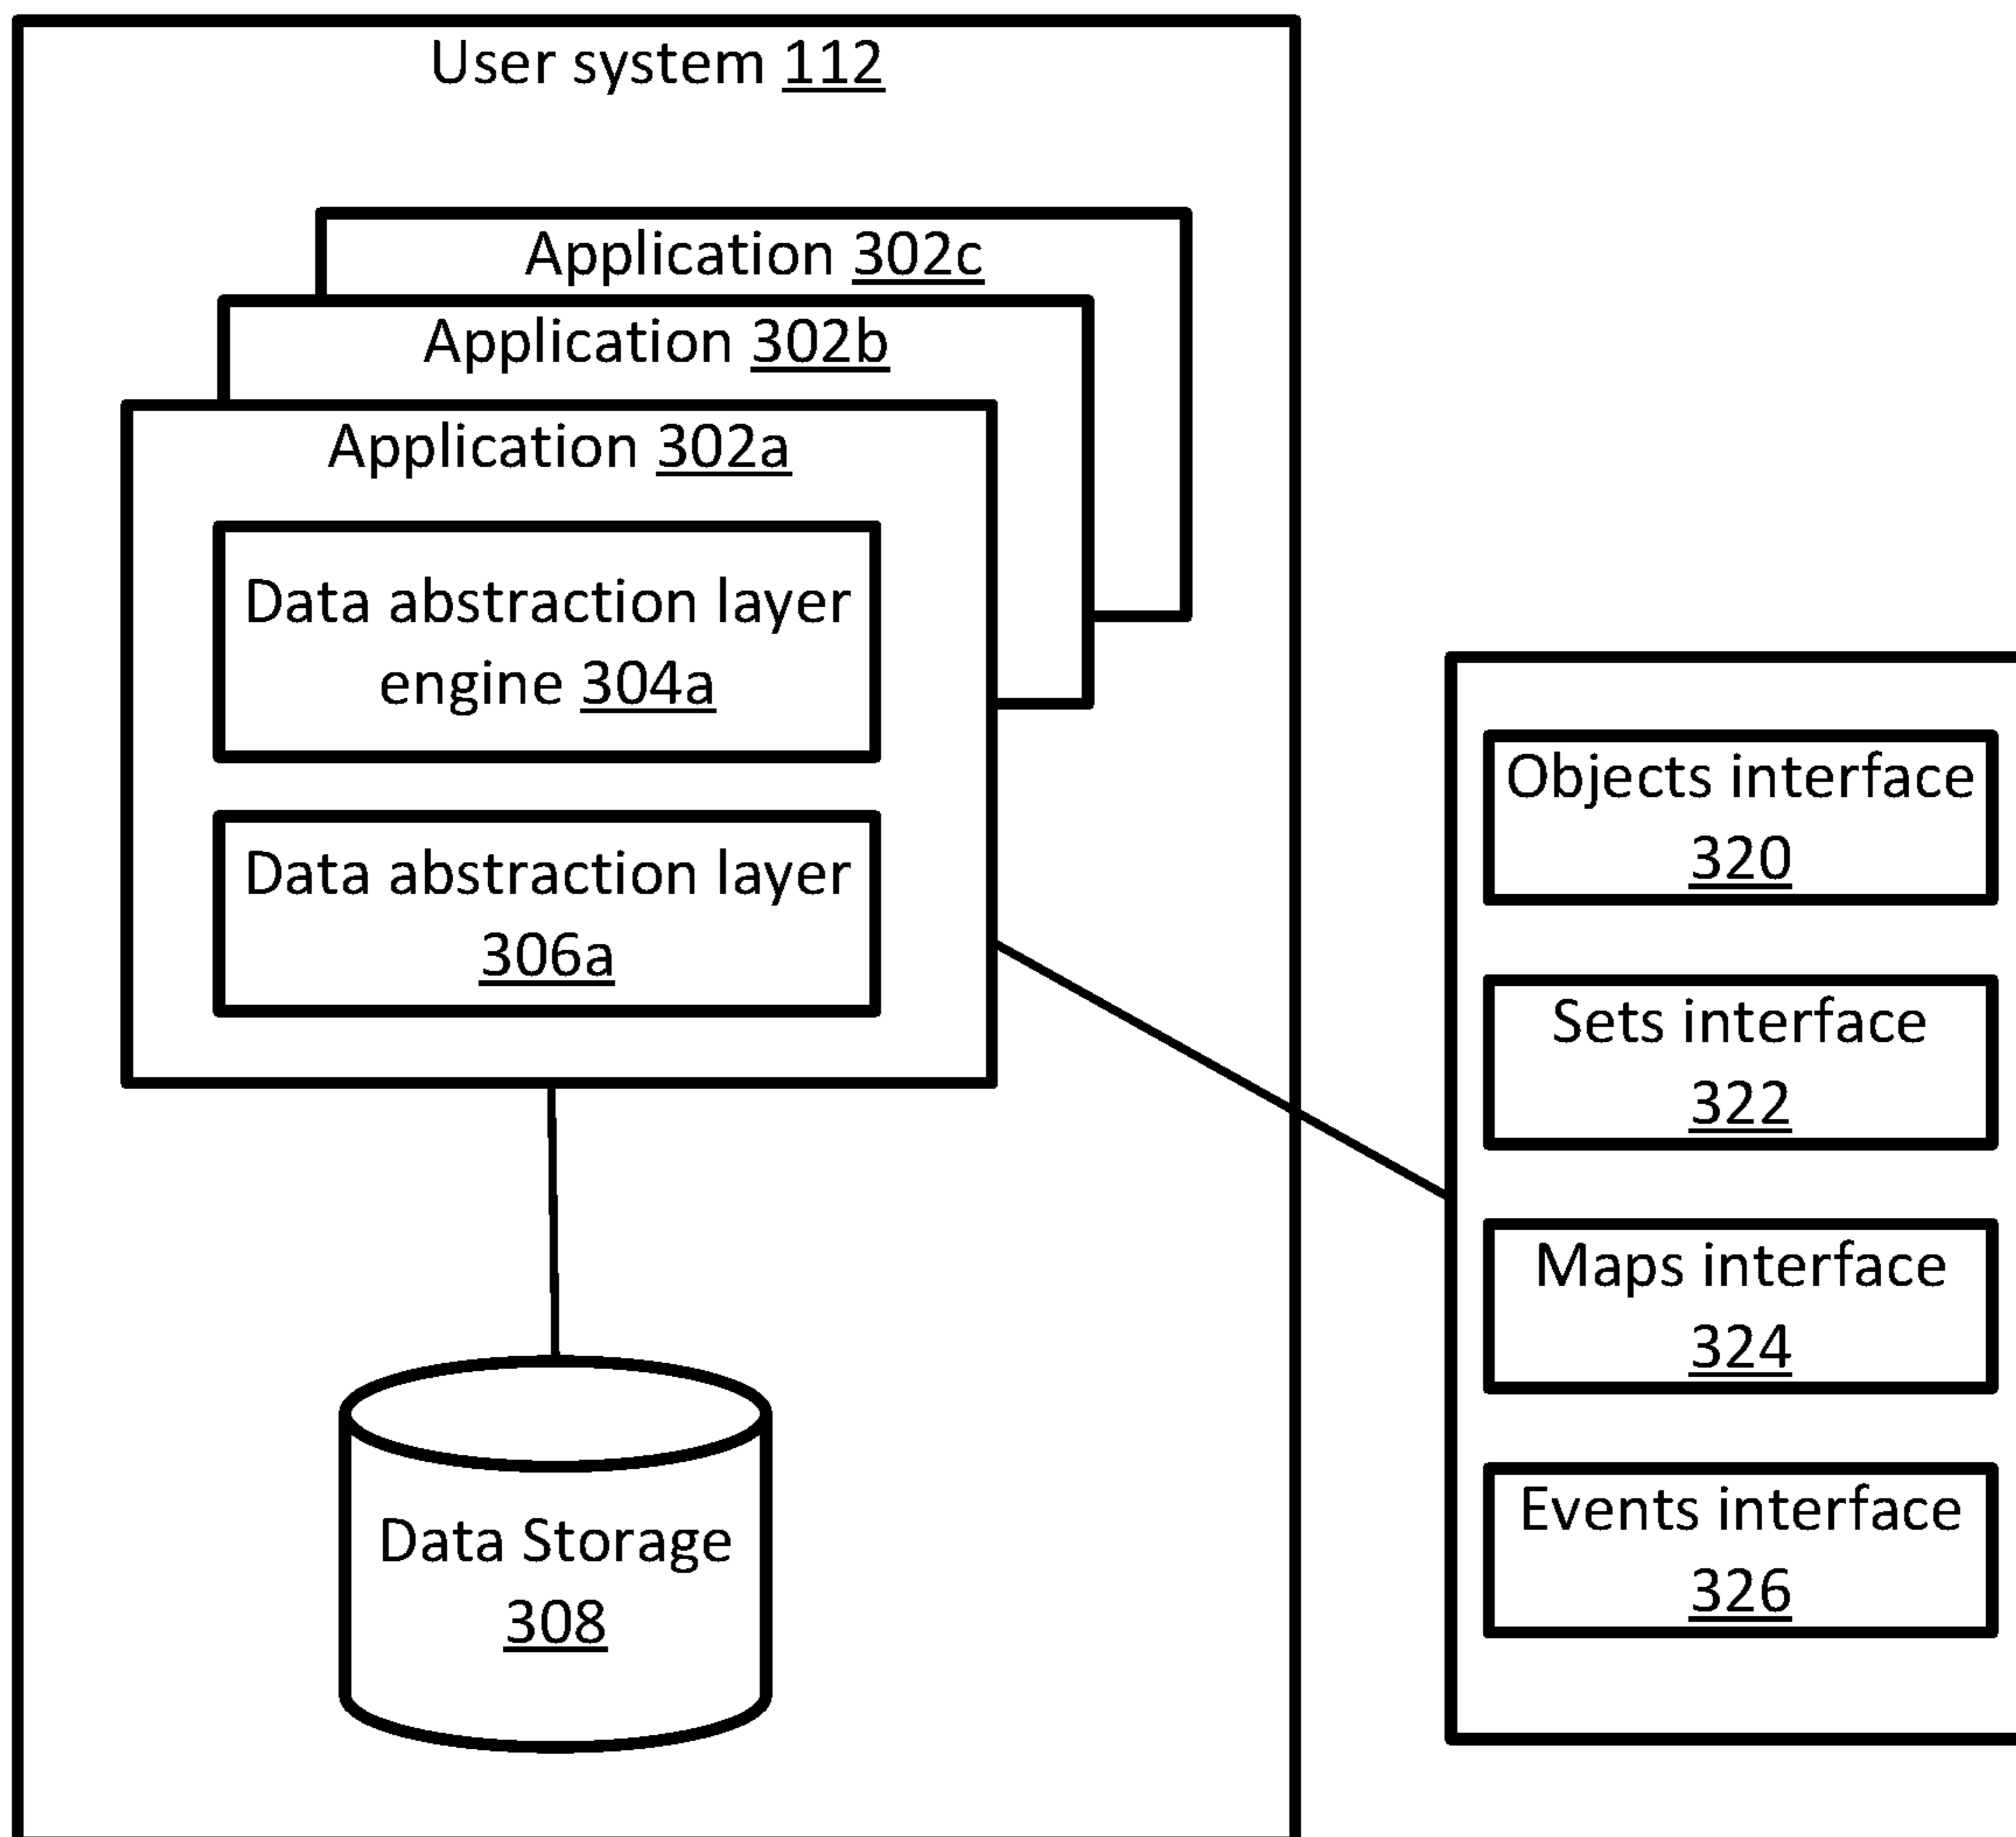 User system 112
Application 302c
Application 302b
Application 302a
Data abstraction layer
engine 304a
Data abstraction layer
306a
Data Storage
308
Objects interface
320
Sets interface
322
Maps interface
324
Events interface
326